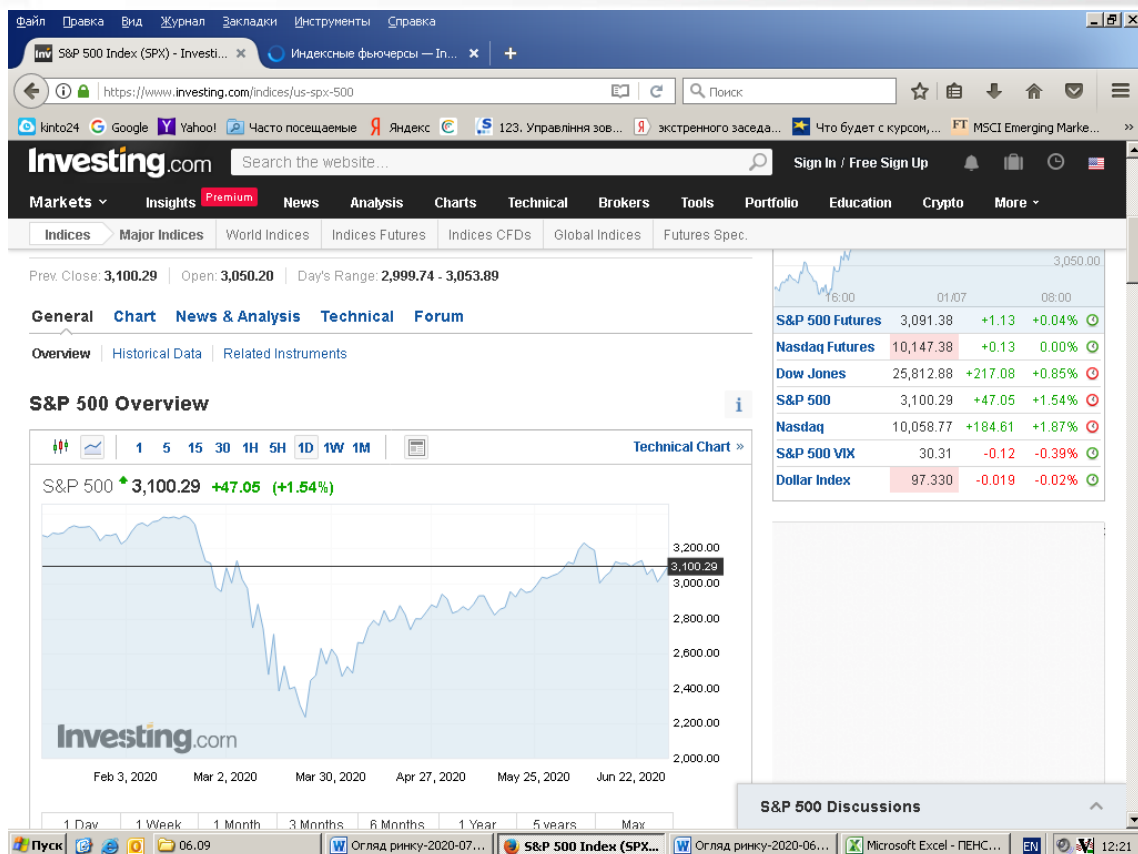 Файл Правка Вид Журнал Закладки Инструменты Справка
S&P 500 Index (SPX) - Investi... Индексные фьючерсы — In...
https://www.investing.com/indices/us-spx-500 Поиск
kinto24 Google Yahoo! Часто посещаемые Яндекс 123. Управління зов... экстренного заседа... Что будет с курсом,... FT MSCI Emerging Marke... »
Investing.com Search the website... Sign In / Free Sign Up
Markets Insights Premium News Analysis Charts Technical Brokers Tools Portfolio Education Crypto More
Indices Major Indices World Indices Indices Futures Indices CFDs Global Indices Futures Spec.
Prev. Close: 3,100.29 Open: 3,050.20 Day's Range: 2,999.74 - 3,053.89
General Chart News & Analysis Technical Forum
Overview Historical Data Related Instruments
S&P 500 Overview
1 5 15 30 1H 5H 1D 1W 1M Technical Chart »
S&P 500 3,100.29 +47.05 (+1.54%)
3,200.00
3,100.29
3,000.00
2,800.00
2,600.00
2,400.00
2,200.00
2,000.00
Investing.com
Feb 3, 2020 Mar 2, 2020 Mar 30, 2020 Apr 27, 2020 May 25, 2020 Jun 22, 2020
1 Day 1 Week 1 Month 3 Months 6 Months 1 Year 5 years Max
3,050.00
16:00 01/07 08:00
S&P 500 Futures 3,091.38 +1.13 +0.04%
Nasdaq Futures 10,147.38 +0.13 0.00%
Dow Jones 25,812.88 +217.08 +0.85%
S&P 500 3,100.29 +47.05 +1.54%
Nasdaq 10,058.77 +184.61 +1.87%
S&P 500 VIX 30.31 -0.12 -0.39%
Dollar Index 97.330 -0.019 -0.02%
S&P 500 Discussions
Пуск 06.09 Огляд ринку-2020-07... S&P 500 Index (SPX... Огляд ринку-2020-06... Microsoft Excel - ПЕНС... EN 12:21